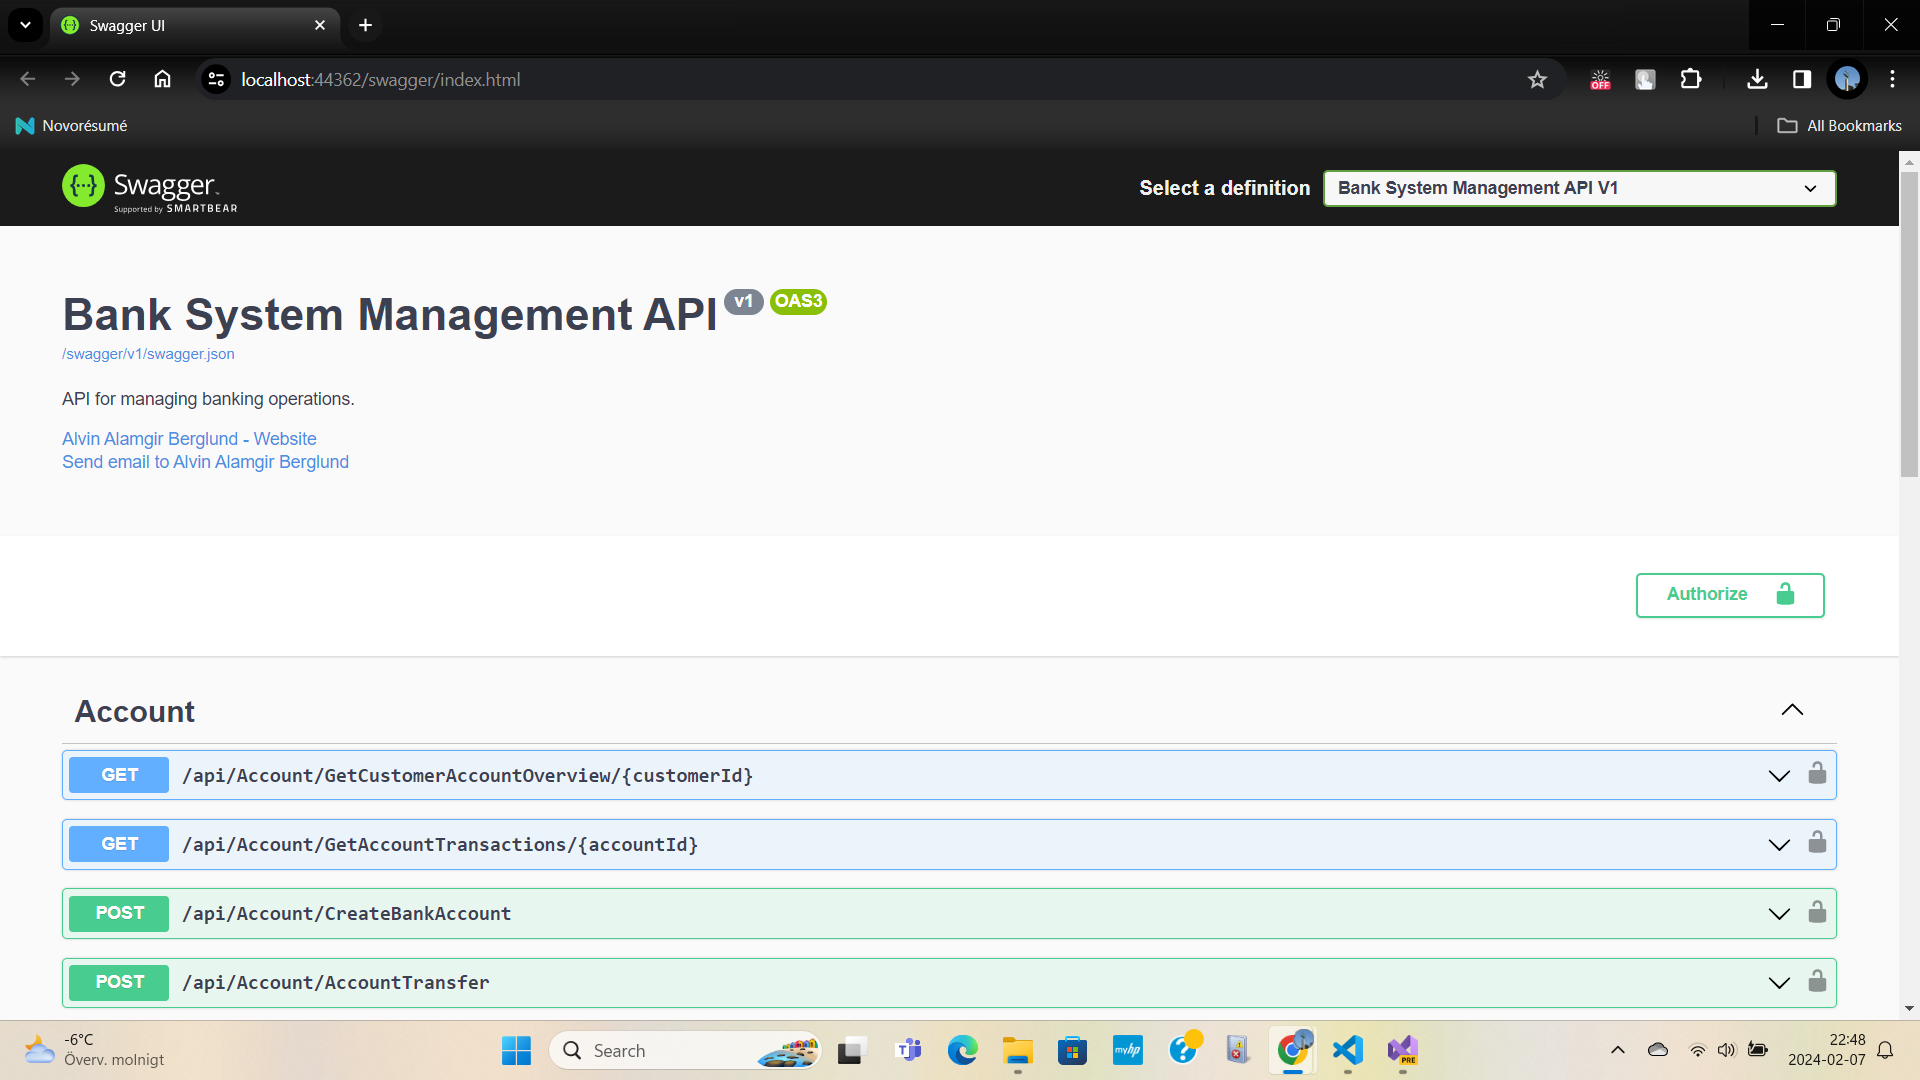 Swagger UI
localhost:44362/swagger/index.html
OFF
Novorésumé
All Bookmarks
Swagger
Supported by SMARTBEAR
Select a definition
Bank System Management API V1
Bank System Management API v1 OAS3
/swagger/v1/swagger.json
API for managing banking operations.
Alvin Alamgir Berglund - Website
Send email to Alvin Alamgir Berglund
Authorize
Account
GET /api/Account/GetCustomerAccountOverview/{customerId}
GET /api/Account/GetAccountTransactions/{accountId}
POST /api/Account/CreateBankAccount
POST /api/Account/AccountTransfer
-6°C
Överv. molnigt
Search
myhp
PRE
22:48
2024-02-07